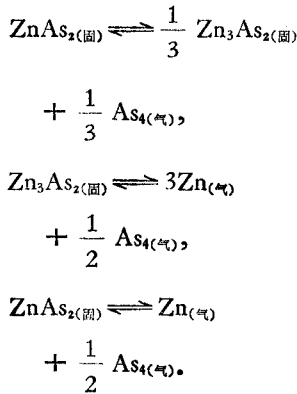 ZnAs₂(固) ⇌ 1/3 Zn₃As₂(固)
+ 1/3 As₄(气),
Zn₃As₂(固) ⇌ 3Zn(气)
+ 1/2 As₄(气),
ZnAs₂(固) ⇌ Zn(气)
+ 1/2 As₄(气).